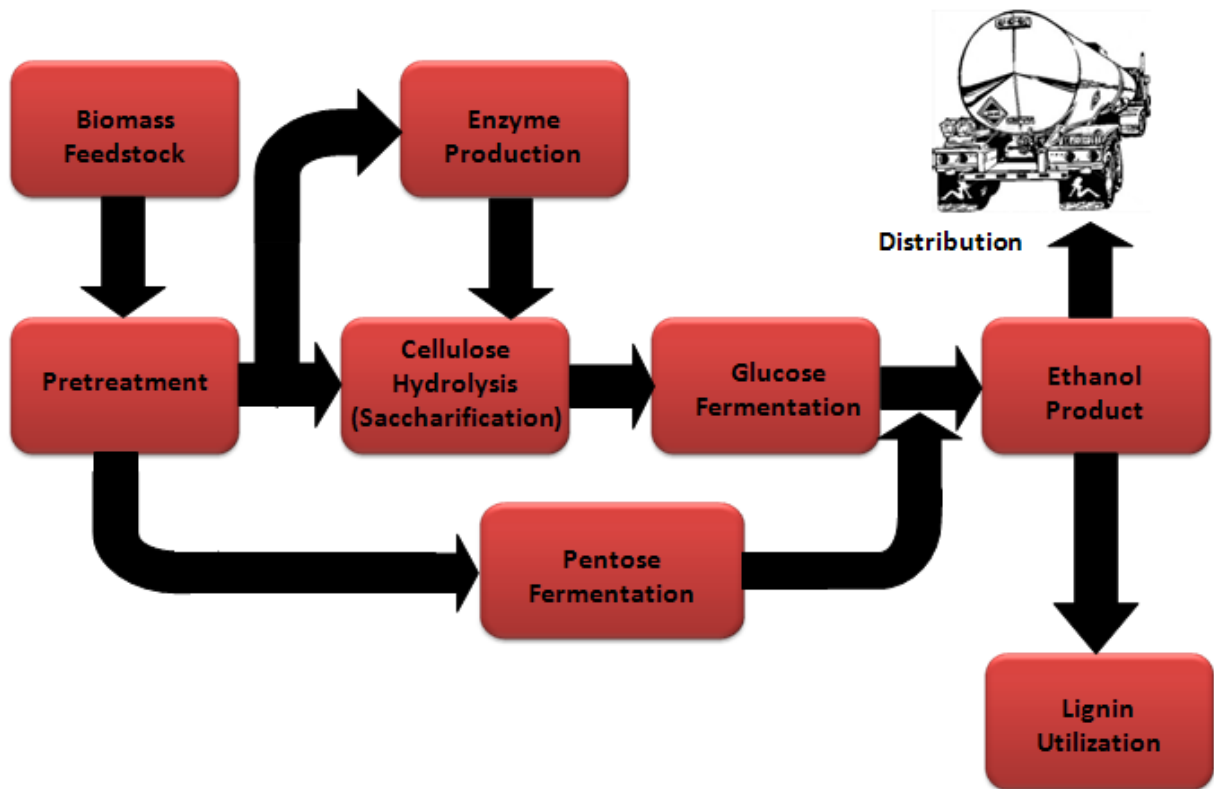 Biomass
Feedstock
Enzyme
Production
Distribution
Pretreatment
Cellulose
Hydrolysis
(Saccharification)
Glucose
Fermentation
Ethanol
Product
Pentose
Fermentation
Lignin
Utilization